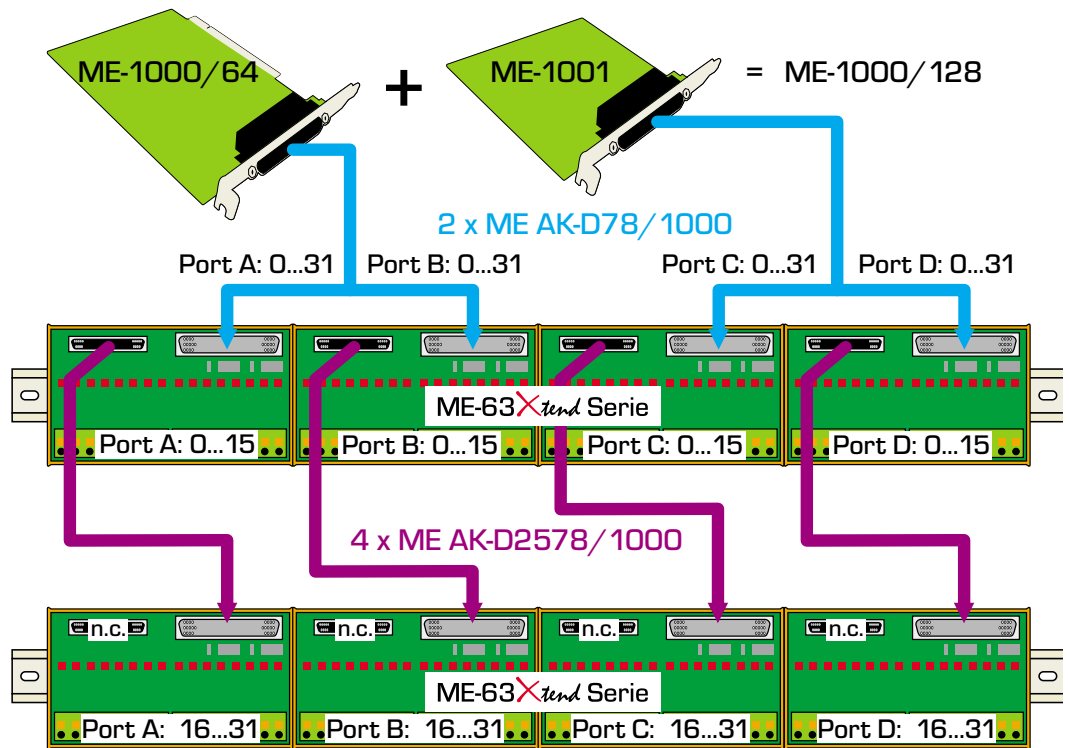 ME-1000/64 + ME-1001 = ME-1000/128
2 x ME AK-D78/1000
Port A: 0...31 Port B: 0...31 Port C: 0...31 Port D: 0...31
ME-63Xtend Serie
Port A: 0...15 Port B: 0...15 Port C: 0...15 Port D: 0...15
4 x ME AK-D2578/1000
n.c. n.c. n.c. n.c.
ME-63Xtend Serie
Port A: 16...31 Port B: 16...31 Port C: 16...31 Port D: 16...31